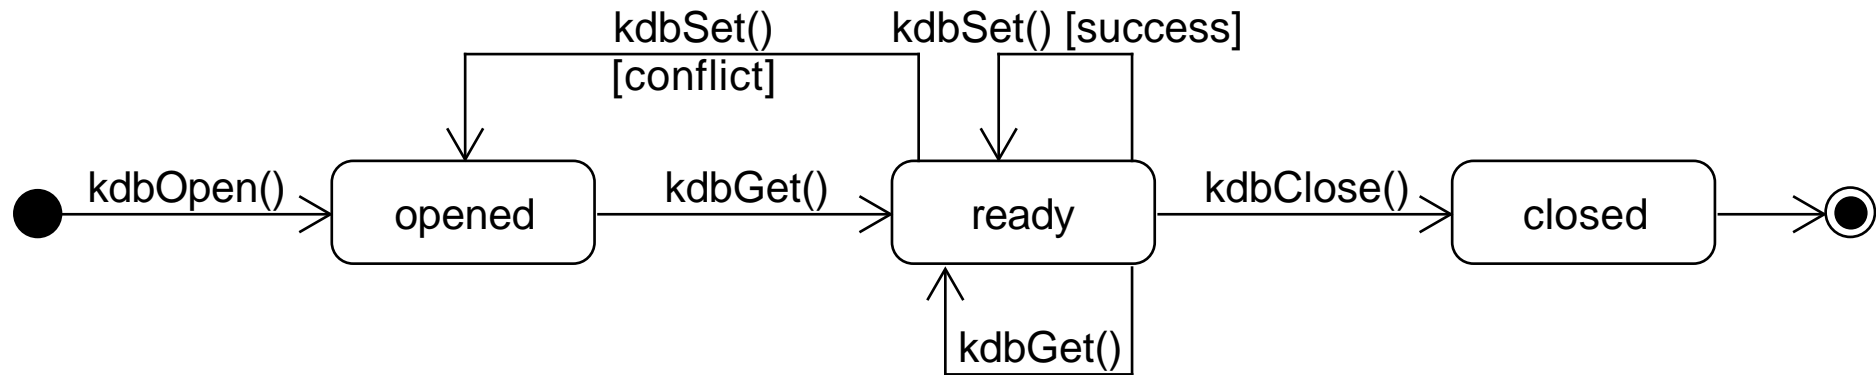 kdbSet()
[conflict]
kdbSet() [success]
kdbOpen()
opened
kdbGet()
ready
kdbClose()
closed
kdbGet()